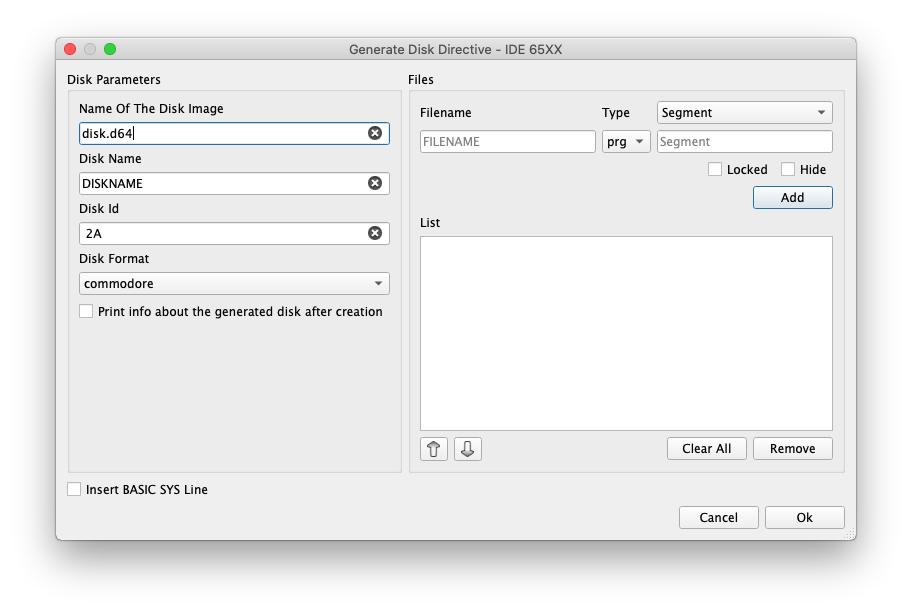 Generate Disk Directive - IDE 65XX
Disk Parameters
Name Of The Disk Image
disk.d64
Disk Name
DISKNAME
Disk Id
2A
Disk Format
commodore
Print info about the generated disk after creation
Files
Filename
Type
Segment
FILENAME
prg
Segment
Locked
Hide
Add
List
Clear All
Remove
Insert BASIC SYS Line
Cancel
Ok